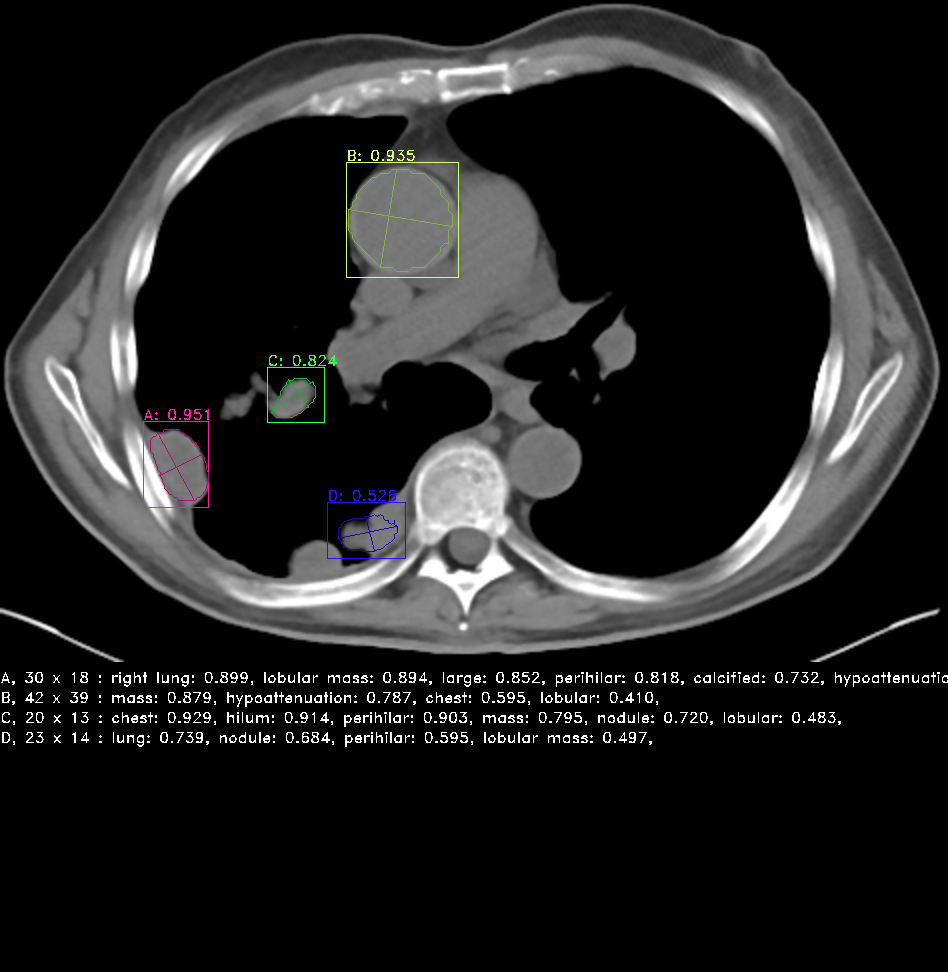 B: 0.935
C: 0.824
A: 0.951
D: 0.526
A, 30 x 18 : right lung: 0.899, lobular mass: 0.894, large: 0.852, perihilar: 0.818, calcified: 0.732, hypoattenuatio
B, 42 x 39 : mass: 0.879, hypoattenuation: 0.787, chest: 0.595, lobular: 0.410,
C, 20 x 13 : chest: 0.929, hilum: 0.914, perihilar: 0.903, mass: 0.795, nodule: 0.720, lobular: 0.483,
D, 23 x 14 : lung: 0.739, nodule: 0.684, perihilar: 0.595, lobular mass: 0.497,